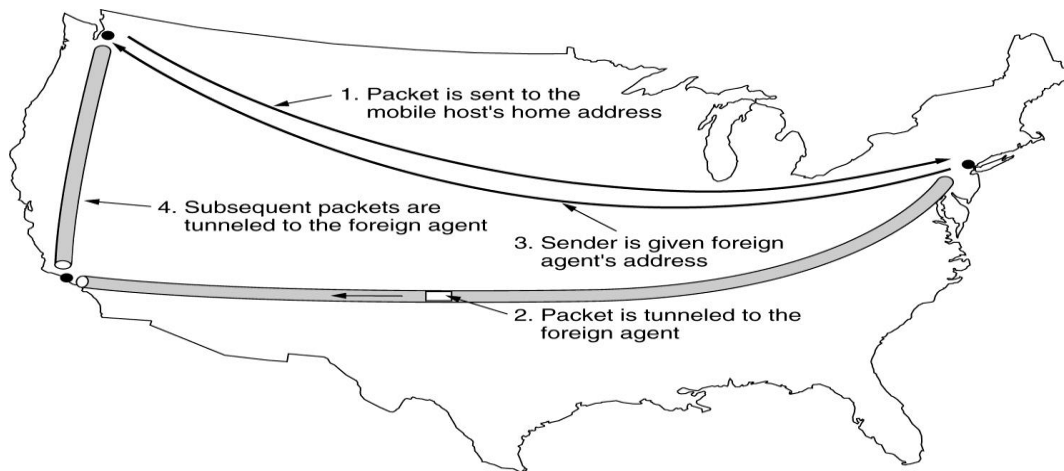 1. Packet is sent to the
mobile host's home address
4. Subsequent packets are
tunneled to the foreign agent
3. Sender is given foreign
agent's address
2. Packet is tunneled to the
foreign agent